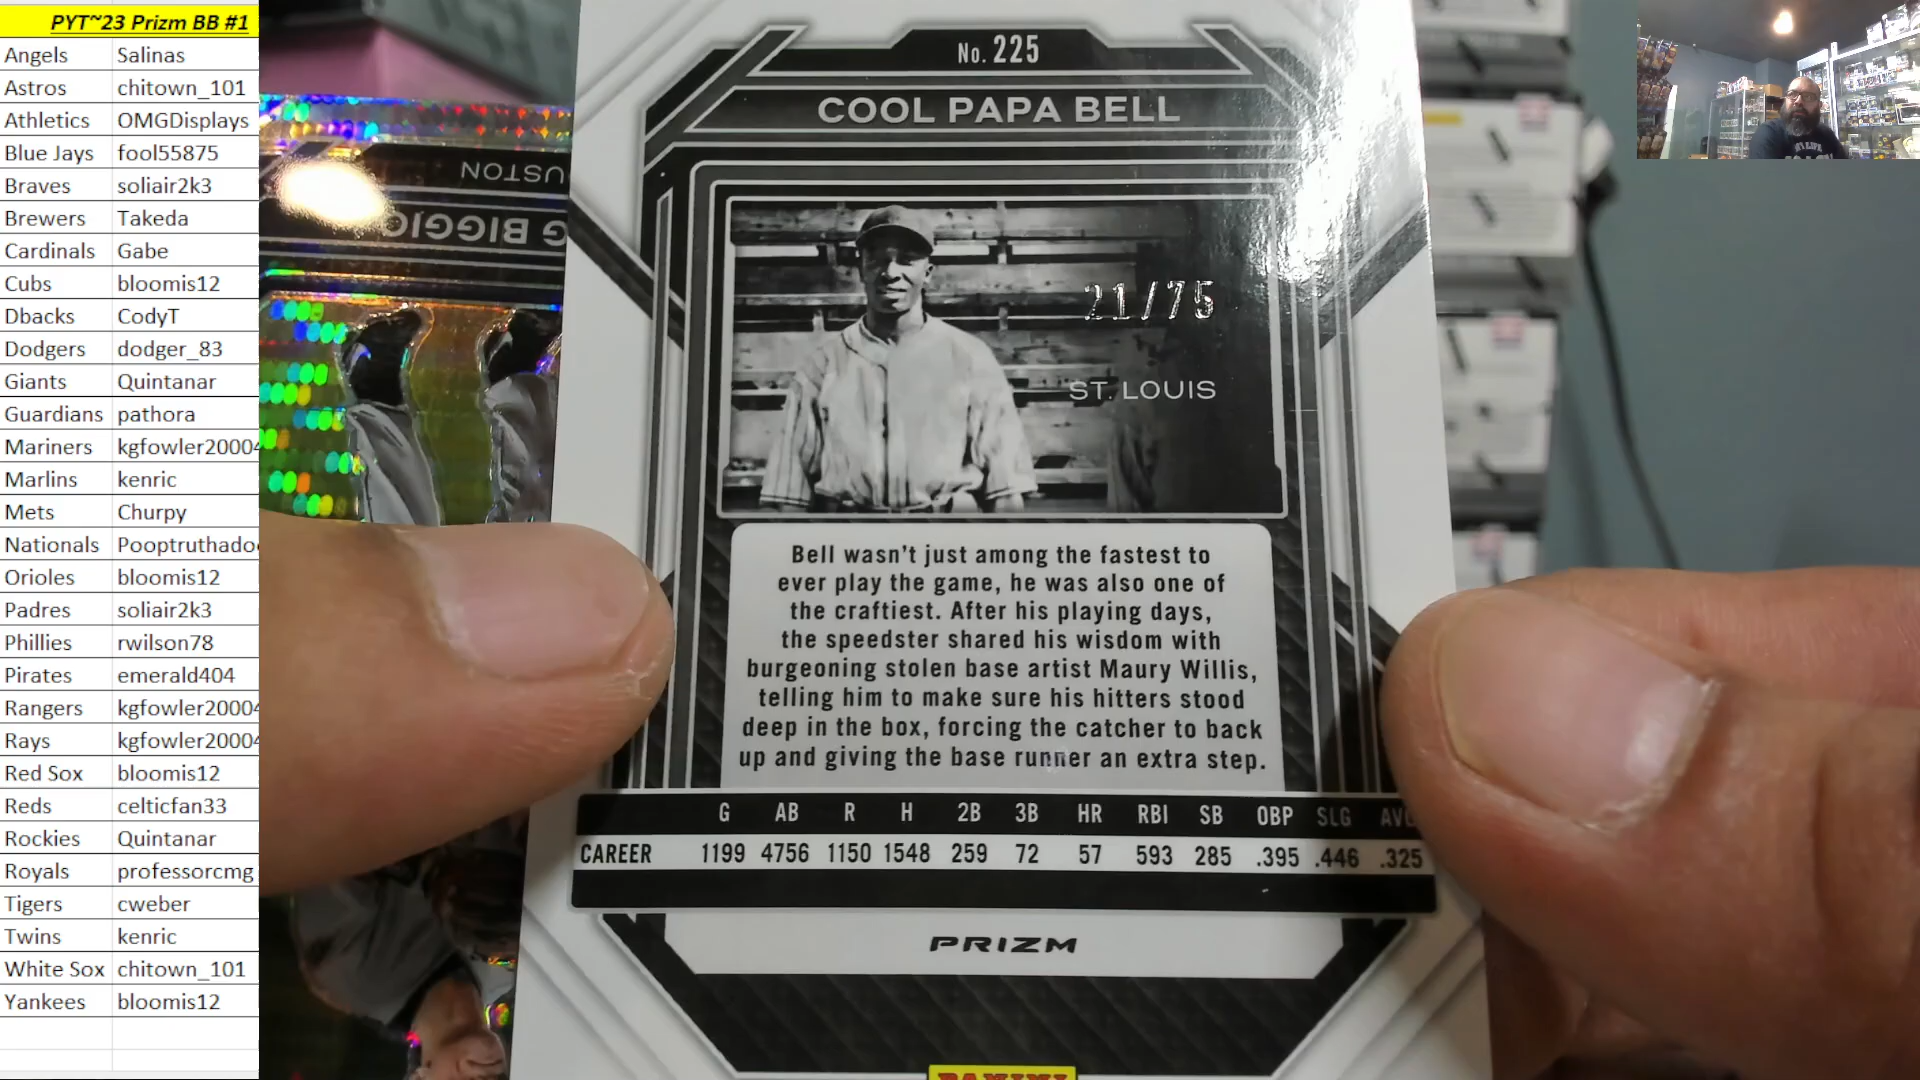 PYT~23 Prizm BB #1
Angels Salinas
Astros chitown_101
Athletics OMGDisplays
Blue Jays fool55875
Braves soliair2k3
Brewers Takeda
Cardinals Gabe
Cubs bloomis12
Dbacks CodyT
Dodgers dodger_83
Giants Quintanar
Guardians pathora
Mariners kgfowler20004
Marlins kenric
Mets Churpy
Nationals Pooptruthado
Orioles bloomis12
Padres soliair2k3
Phillies rwilson78
Pirates emerald404
Rangers kgfowler20004
Rays kgfowler20004
Red Sox bloomis12
Reds celticfan33
Rockies Quintanar
Royals professorcmg
Tigers cweber
Twins kenric
White Sox chitown_101
Yankees bloomis12
USTON
G BIGGIO
No. 225
COOL PAPA BELL
21/75
ST. LOUIS
Bell wasn't just among the fastest to
ever play the game, he was also one of
the craftiest. After his playing days,
the speedster shared his wisdom with
burgeoning stolen base artist Maury Willis,
telling him to make sure his hitters stood
deep in the box, forcing the catcher to back
up and giving the base runner an extra step.
G AB R H 2B 3B HR RBI SB OBP SLG AVG
CAREER 1199 4756 1150 1548 259 72 57 593 285 .395 .446 .325
PRIZM
PANINI